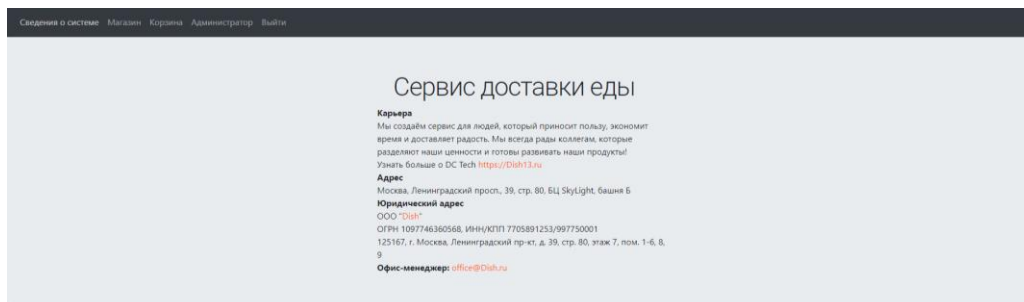 Сведения о системе Магазин Корзина Администратор Выйти
Сервис доставки еды
Карьера
Мы создаём сервис для людей, который приносит пользу, экономит
время и доставляет радость. Мы всегда рады коллегам, которые
разделяют наши ценности и готовы развивать наши продукты!
Узнать больше о DC Tech https://Dish13.ru
Адрес
Москва, Ленинградский просп., 39, стр. 80, БЦ SkyLight, башня Б
Юридический адрес
ООО "Dish"
ОГРН 1097746360568, ИНН/КПП 7705891253/997750001
125167, г. Москва, Ленинградский пр-кт, д. 39, стр. 80, этаж 7, пом. 1-6, 8,
9
Офис-менеджер: office@Dish.ru